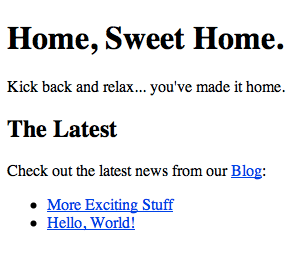 Home, Sweet Home.
Kick back and relax... you've made it home.
The Latest
Check out the latest news from our Blog:
More Exciting Stuff
Hello, World!